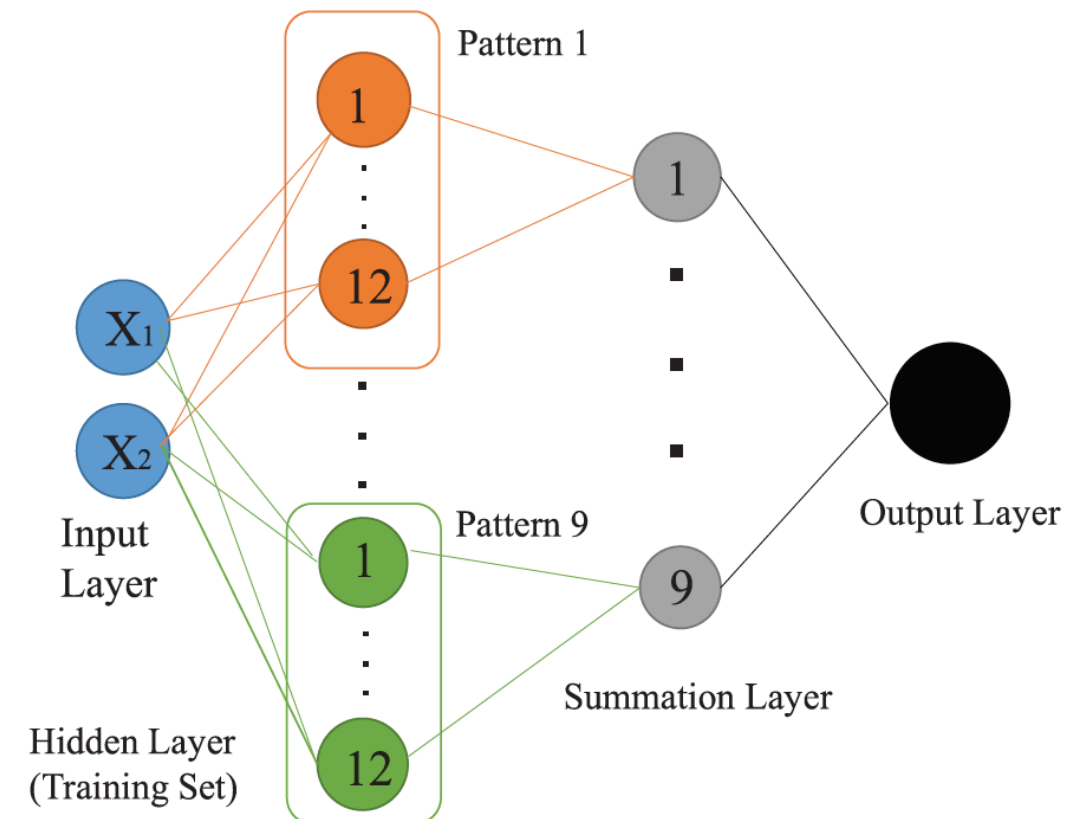 Pattern 1
1
12
X1
X2
Input
Layer
Pattern 9
1
12
Hidden Layer
(Training Set)
1
9
Summation Layer
Output Layer